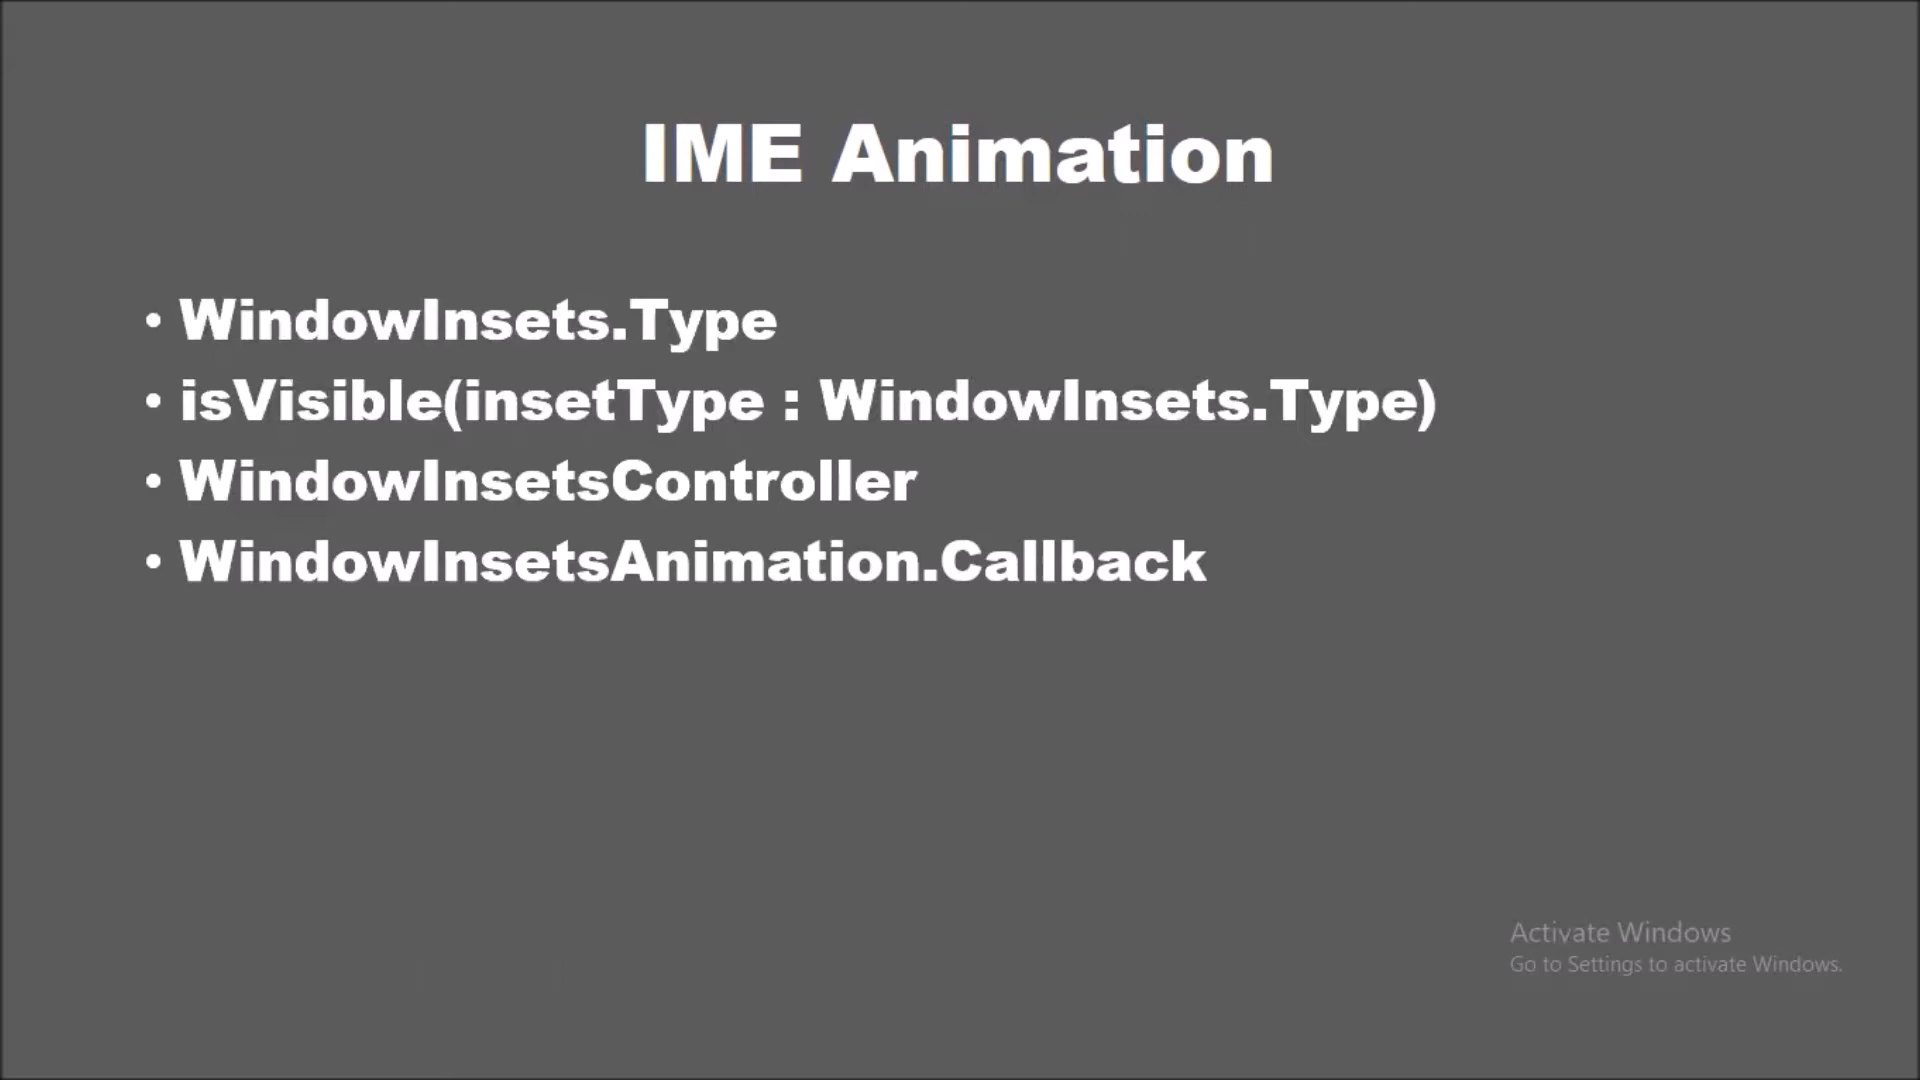 IME Animation
• WindowInsets.Type
• isVisible(insetType : WindowInsets.Type)
• WindowInsetsController
• WindowInsetsAnimation.Callback
Activate Windows
Go to Settings to activate Windows.